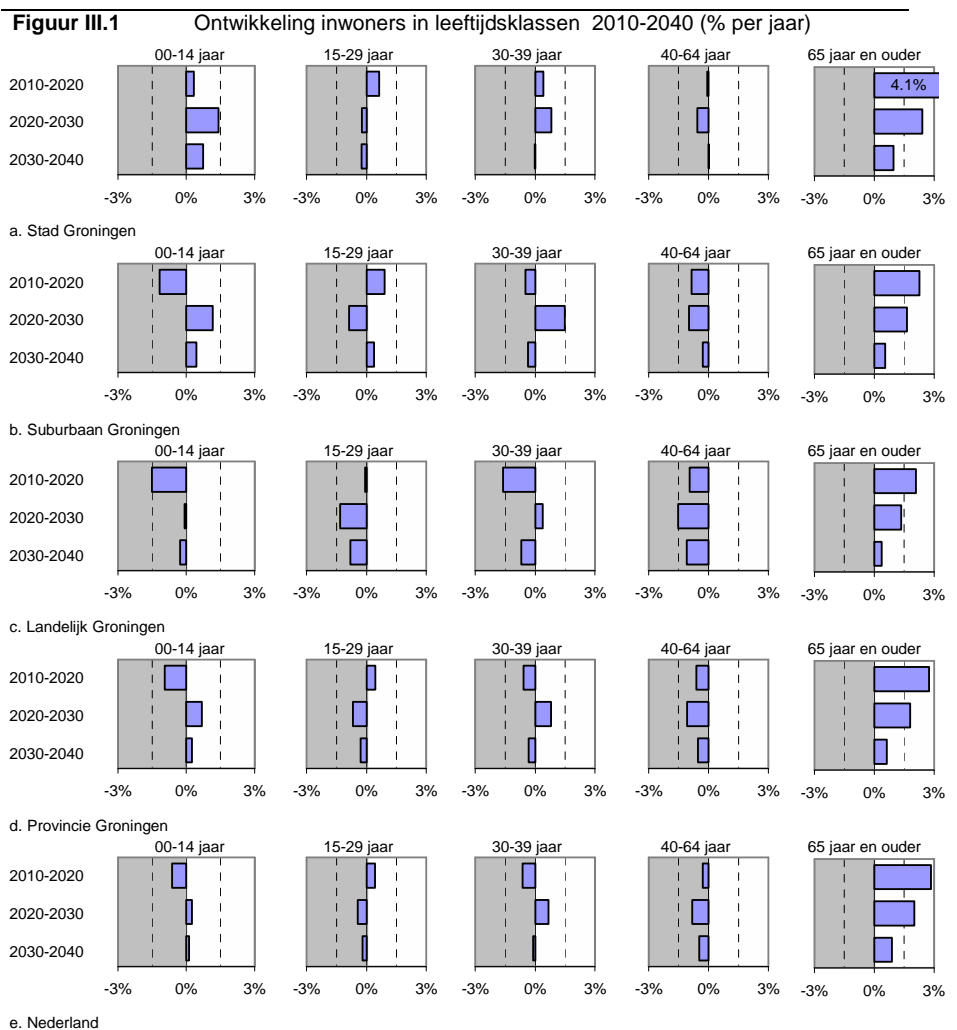 Figuur III.1 Ontwikkeling inwoners in leeftijdsklassen 2010-2040 (% per jaar)
00-14 jaar 15-29 jaar 30-39 jaar 40-64 jaar 65 jaar en ouder
2010-2020 4.1%
2020-2030
2030-2040
-3% 0% 3% -3% 0% 3% -3% 0% 3% -3% 0% 3% -3% 0% 3%
a. Stad Groningen
00-14 jaar 15-29 jaar 30-39 jaar 40-64 jaar 65 jaar en ouder
2010-2020
2020-2030
2030-2040
-3% 0% 3% -3% 0% 3% -3% 0% 3% -3% 0% 3% -3% 0% 3%
b. Suburbaan Groningen
00-14 jaar 15-29 jaar 30-39 jaar 40-64 jaar 65 jaar en ouder
2010-2020
2020-2030
2030-2040
-3% 0% 3% -3% 0% 3% -3% 0% 3% -3% 0% 3% -3% 0% 3%
c. Landelijk Groningen
00-14 jaar 15-29 jaar 30-39 jaar 40-64 jaar 65 jaar en ouder
2010-2020
2020-2030
2030-2040
-3% 0% 3% -3% 0% 3% -3% 0% 3% -3% 0% 3% -3% 0% 3%
d. Provincie Groningen
00-14 jaar 15-29 jaar 30-39 jaar 40-64 jaar 65 jaar en ouder
2010-2020
2020-2030
2030-2040
-3% 0% 3% -3% 0% 3% -3% 0% 3% -3% 0% 3% -3% 0% 3%
e. Nederland